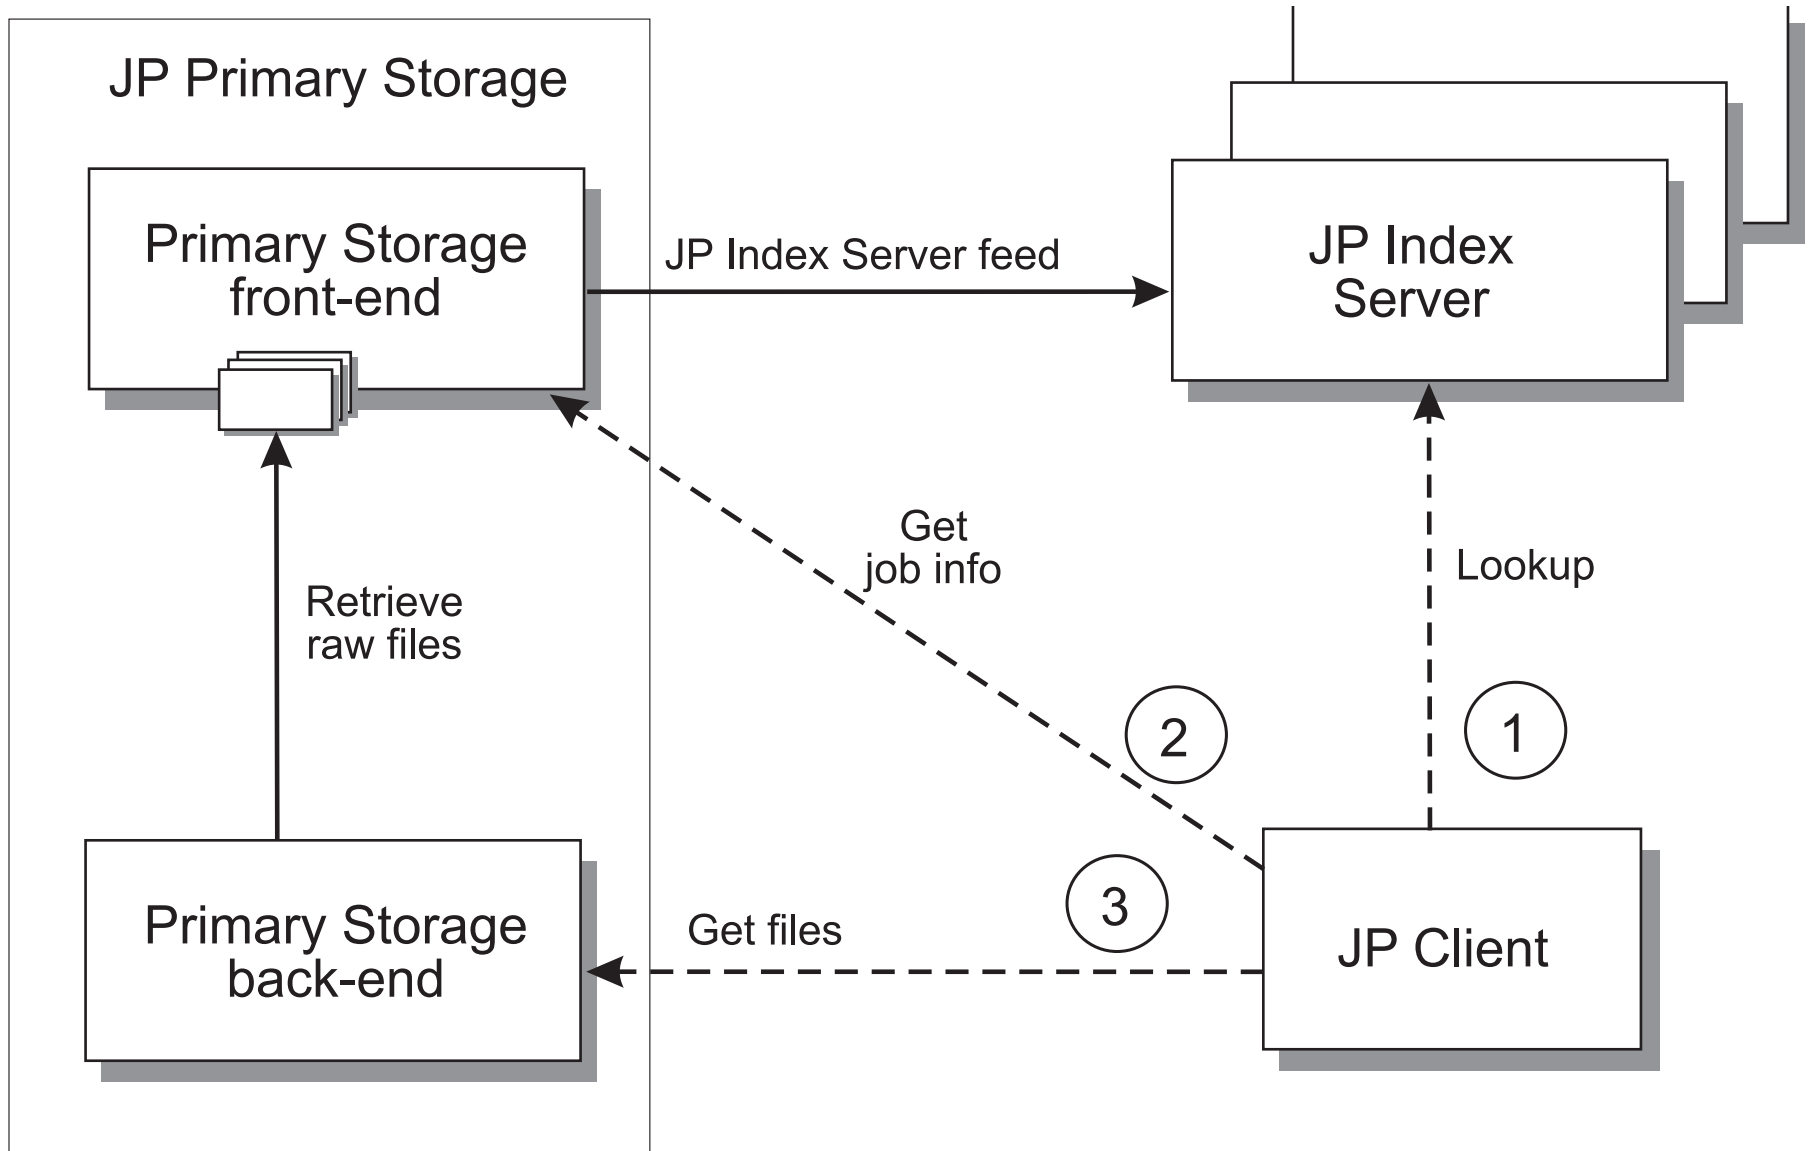 JP Primary Storage
Primary Storage
front-end
JP Index Server feed
JP Index
Server
Get
job info
Lookup
Retrieve
raw files
2
1
3
Primary Storage
back-end
Get files
JP Client